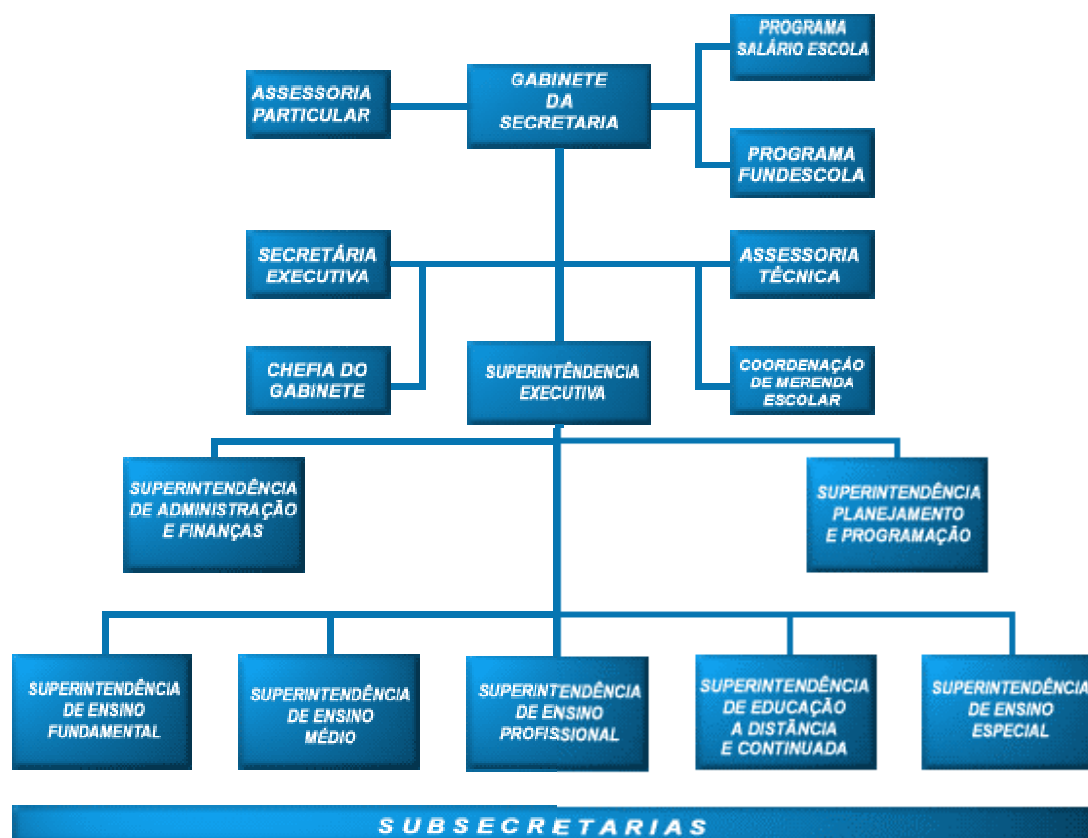 PROGRAMA
SALÁRIO ESCOLA
ASSESSORIA
PARTICULAR
GABINETE
DA
SECRETARIA
PROGRAMA
FUNDESCOLA
SECRETÁRIA
EXECUTIVA
ASSESSORIA
TÉCNICA
CHEFIA DO
GABINETE
SUPERINTÊNDENCIA
EXECUTIVA
COORDENAÇÃO
DE MERENDA
ESCOLAR
SUPERINTENDÊNCIA
DE ADMINISTRAÇÃO
E FINANÇAS
SUPERINTENDÊNCIA
PLANEJAMENTO
E PROGRAMAÇÃO
SUPERINTENDÊNCIA
DE ENSINO
FUNDAMENTAL
SUPERINTENDÊNCIA
DE ENSINO
MÉDIO
SUPERINTENDÊNCIA
DE ENSINO
PROFISSIONAL
SUPERINTENDÊNCIA
DE EDUCAÇÃO
A DISTÂNCIA
E CONTINUADA
SUPERINTENDÊNCIA
DE ENSINO
ESPECIAL
SUBSECRETARIAS